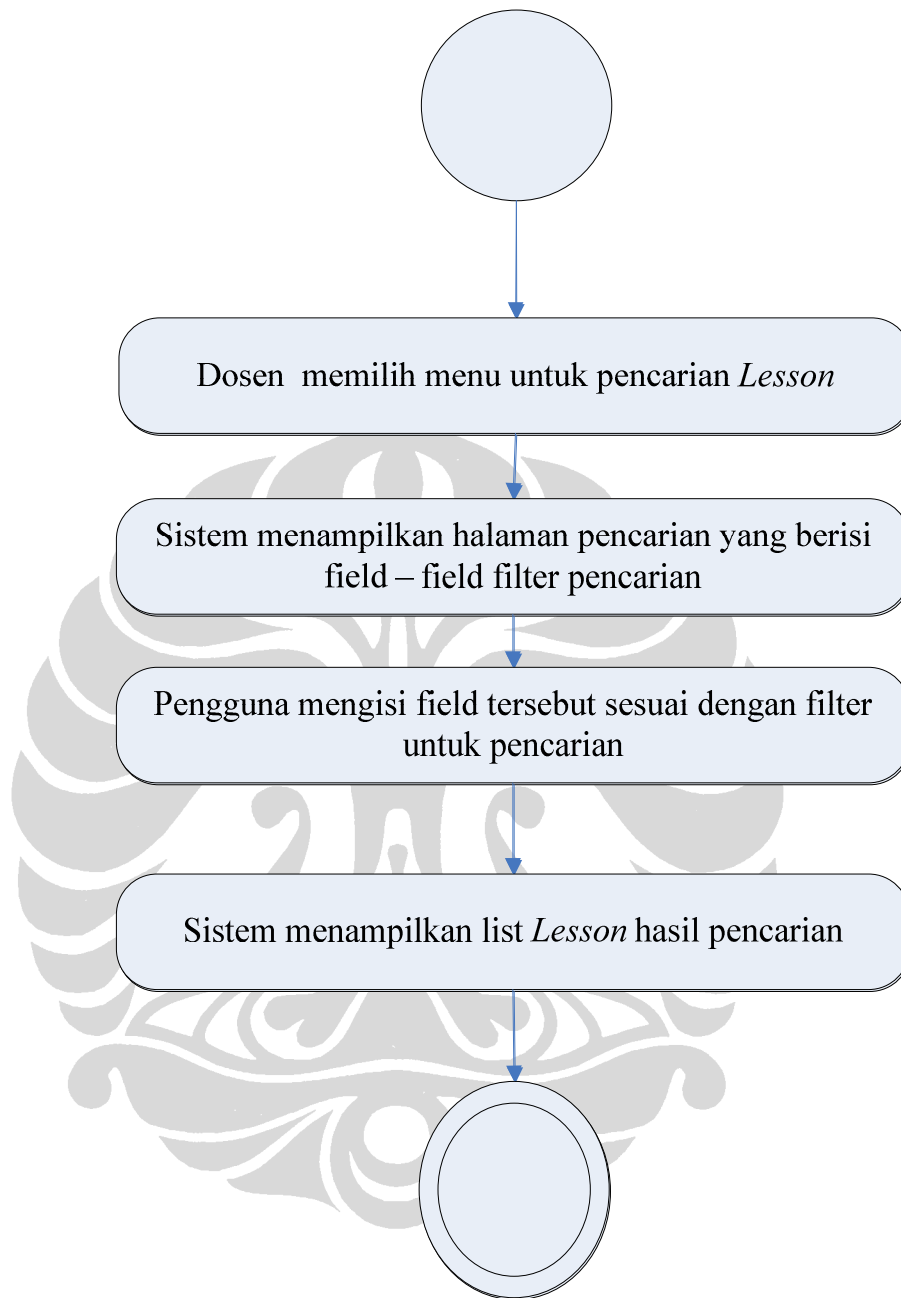 Dosen  memilih menu untuk pencarian Lesson
Sistem menampilkan halaman pencarian yang berisi
field – field filter pencarian
Pengguna mengisi field tersebut sesuai dengan filter
untuk pencarian
Sistem menampilkan list Lesson hasil pencarian